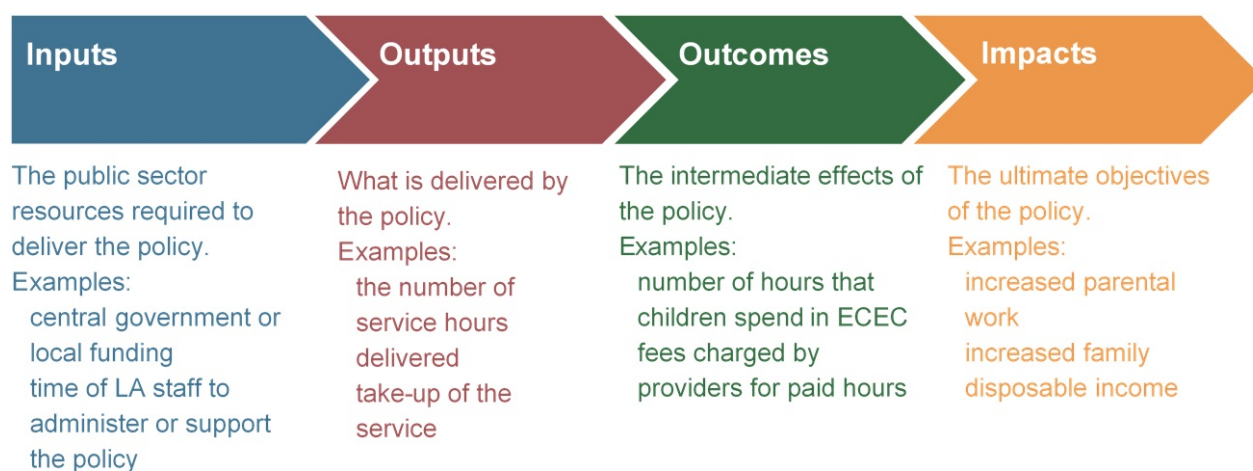 Inputs
The public sector
resources required to
deliver the policy.
Examples:
central government or
local funding
time of LA staff to
administer or support
the policy
Outputs
What is delivered by
the policy.
Examples:
the number of
service hours
delivered
take-up of the
service
Outcomes
The intermediate effects of
the policy.
Examples:
number of hours that
children spend in ECEC
fees charged by
providers for paid hours
Impacts
The ultimate objectives
of the policy.
Examples:
increased parental
work
increased family
disposable income